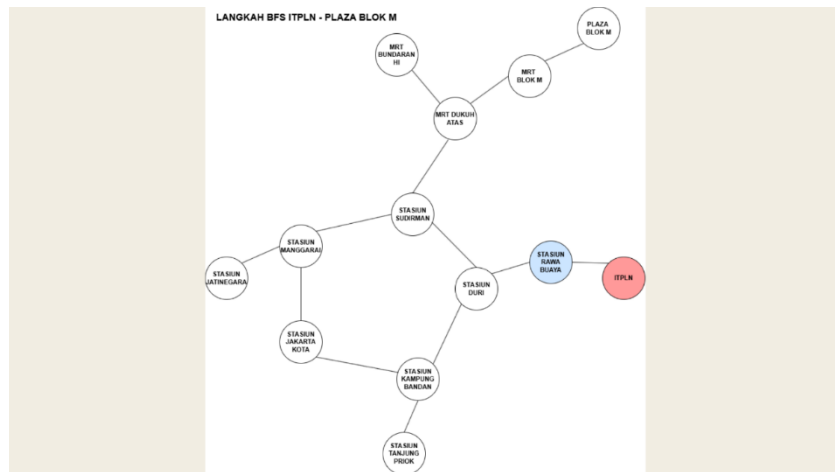 LANGKAH BFS ITPLN - PLAZA BLOK M
PLAZA
BLOK M
MRT
BUNDARAN
HI
MRT
BLOK M
MRT DUKUH
ATAS
STASIUN
SUDIRMAN
STASIUN
MANGGARAI
STASIUN
RAWA
BUAYA
STASIUN
JATINEGARA
ITPLN
STASIUN
DURI
STASIUN
JAKARTA
KOTA
STASIUN
KAMPUNG
BANDAN
STASIUN
TANJUNG
PRIOK